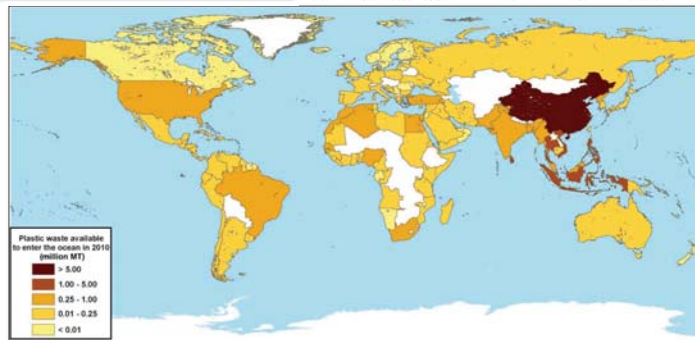 Plastic waste available
to enter the ocean in 2010
(million MT)
> 5.00
1.00 - 5.00
0.25 - 1.00
0.01 - 0.25
< 0.01